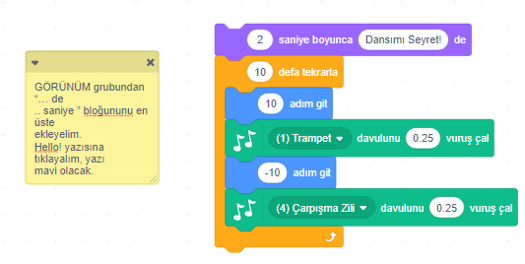 2 saniye boyunca Dansımı Seyret! de
10 defa tekrarla
10 adım git
(1) Trampet davulunu 0.25 vuruş çal
-10 adım git
(4) Çarpışma Zili davulunu 0.25 vuruş çal
GÖRÜNÜM grubundan
“... de
.. saniye ” bloğununu en
üste
ekleyelim.
Hello! yazısına
tıklayalım, yazı
mavi olacak.